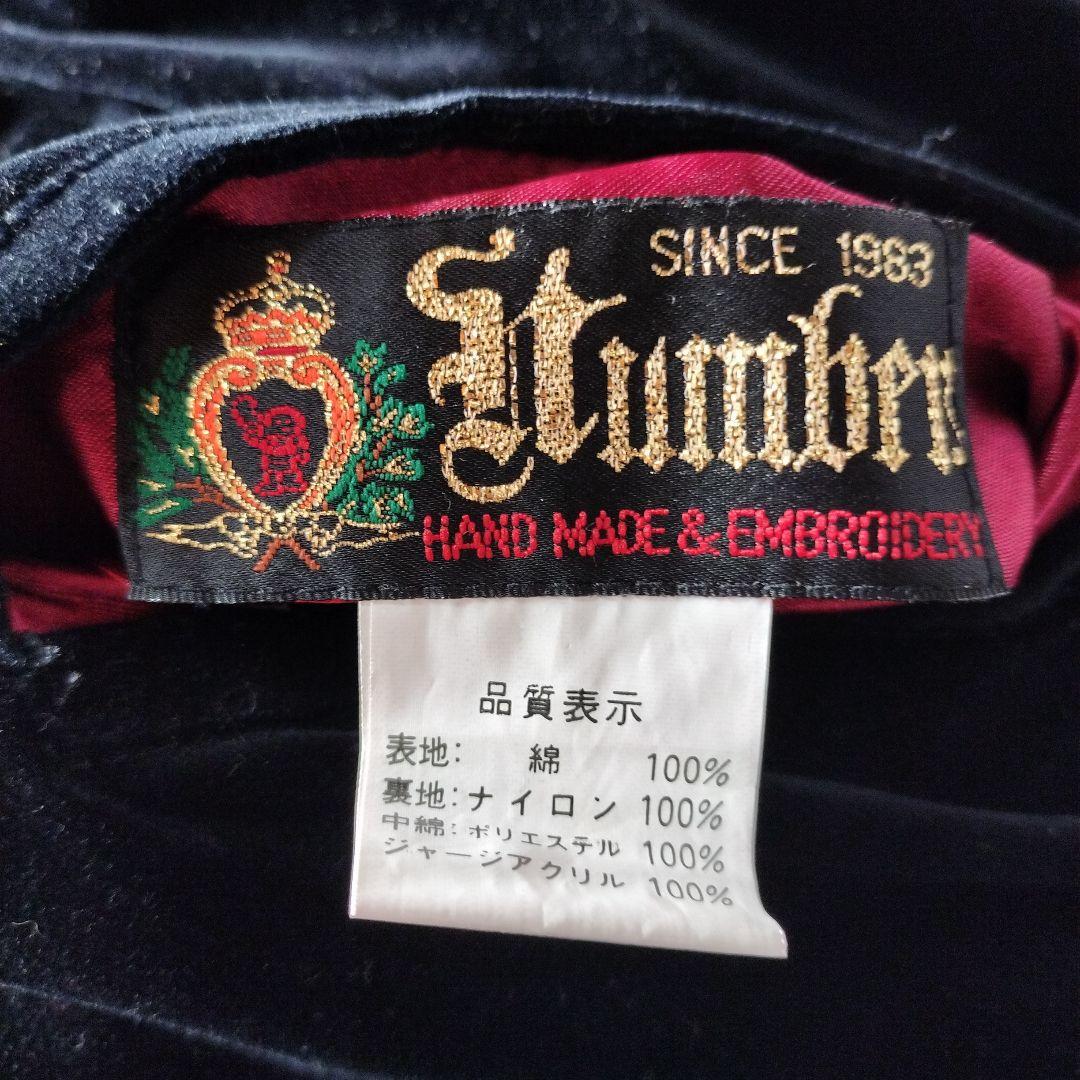 SINCE 1983
Number
HAND MADE & EMBROIDERY
品質表示
表地: 綿 100%
裏地:ナイロン 100%
中綿:ポリエステル 100%
ジャージアクリル 100%